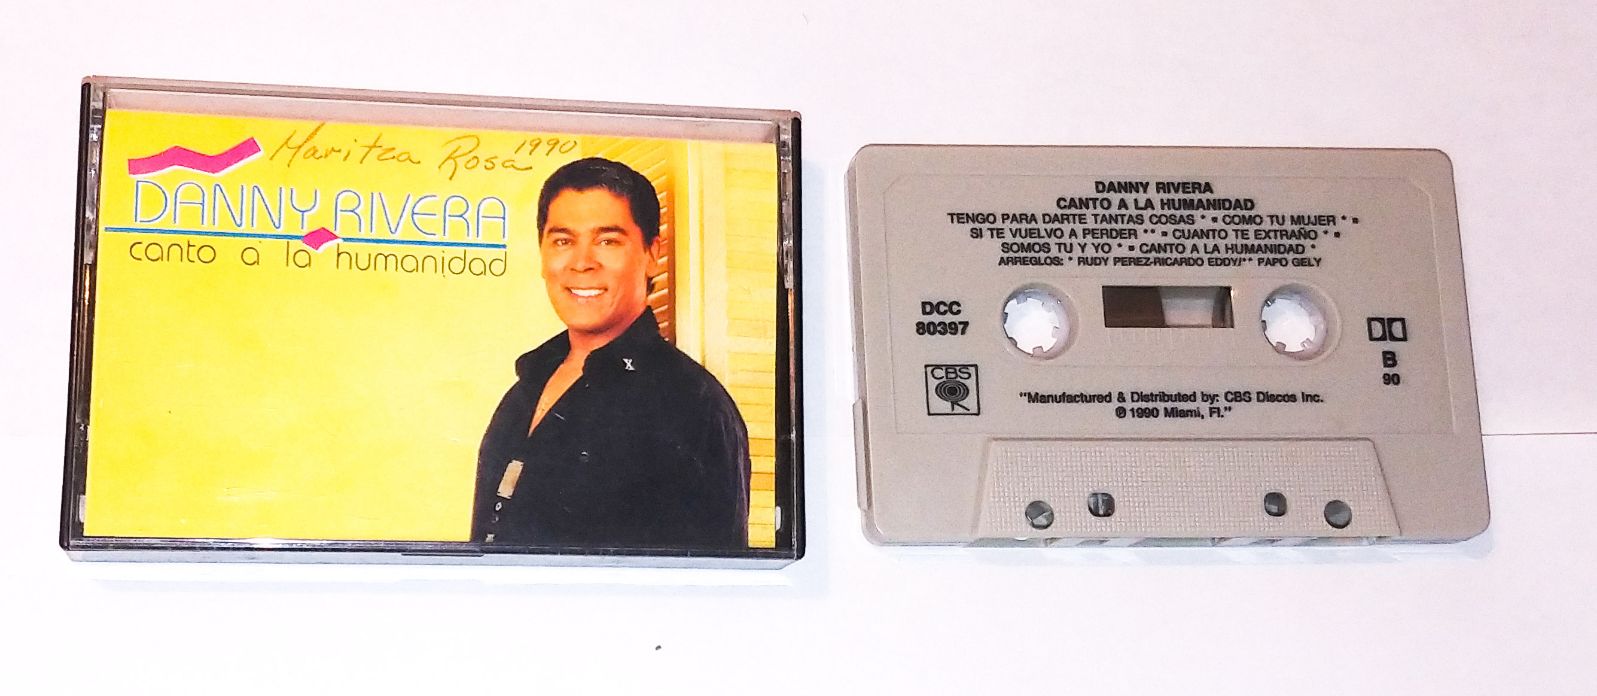 Maritza Rosa 1990
DANNY RIVERA
canto a la humanidad
X
DANNY RIVERA
CANTO A LA HUMANIDAD
TENGO PARA DARTE TANTAS COSAS * ▪ COMO TU MUJER * ▪
SI TE VUELVO A PERDER ** ▪ CUANTO TE EXTRAÑO * ▪
SOMOS TU Y YO * ▪ CANTO A LA HUMANIDAD *
ARREGLOS: * RUDY PEREZ-RICARDO EDDY/** PAPO GELY
DCC
80397
B
90
CBS
"Manufactured & Distributed by: CBS Discos Inc.
℗ 1990 Miami, Fl."